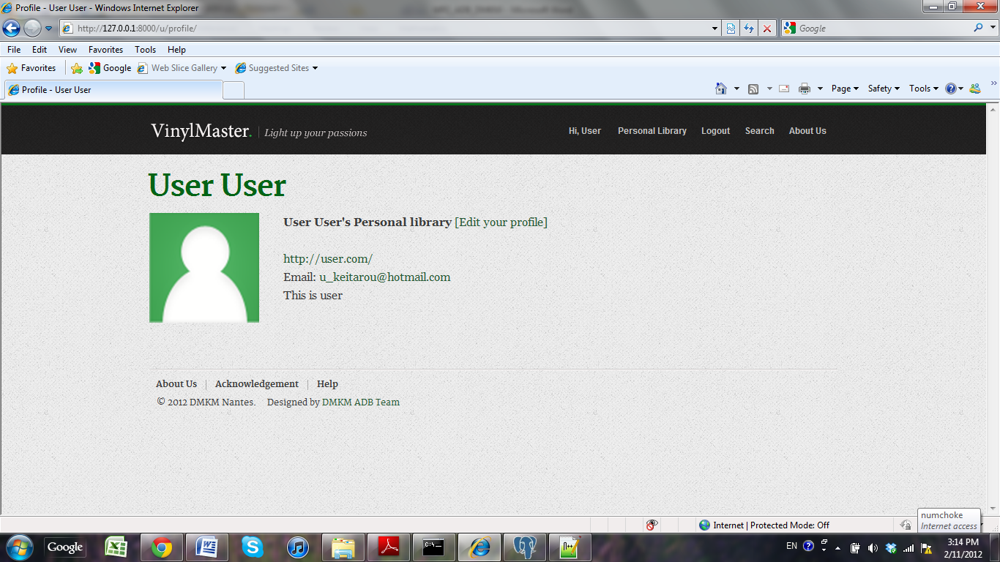 Profile - User User - Windows Internet Explorer
http://127.0.0.1:8000/u/profile/
Google
File Edit View Favorites Tools Help
Favorites Google Web Slice Gallery Suggested Sites
Profile - User User
Page Safety Tools »
VinylMaster. Light up your passions
Hi, User Personal Library Logout Search About Us
User User
User User's Personal library [Edit your profile]
http://user.com/
Email: u_keitarou@hotmail.com
This is user
About Us | Acknowledgement | Help
© 2012 DMKM Nantes. Designed by DMKM ADB Team
numchoke
Internet access
Internet | Protected Mode: Off
Google
C:\.
EN
3:14 PM
2/11/2012